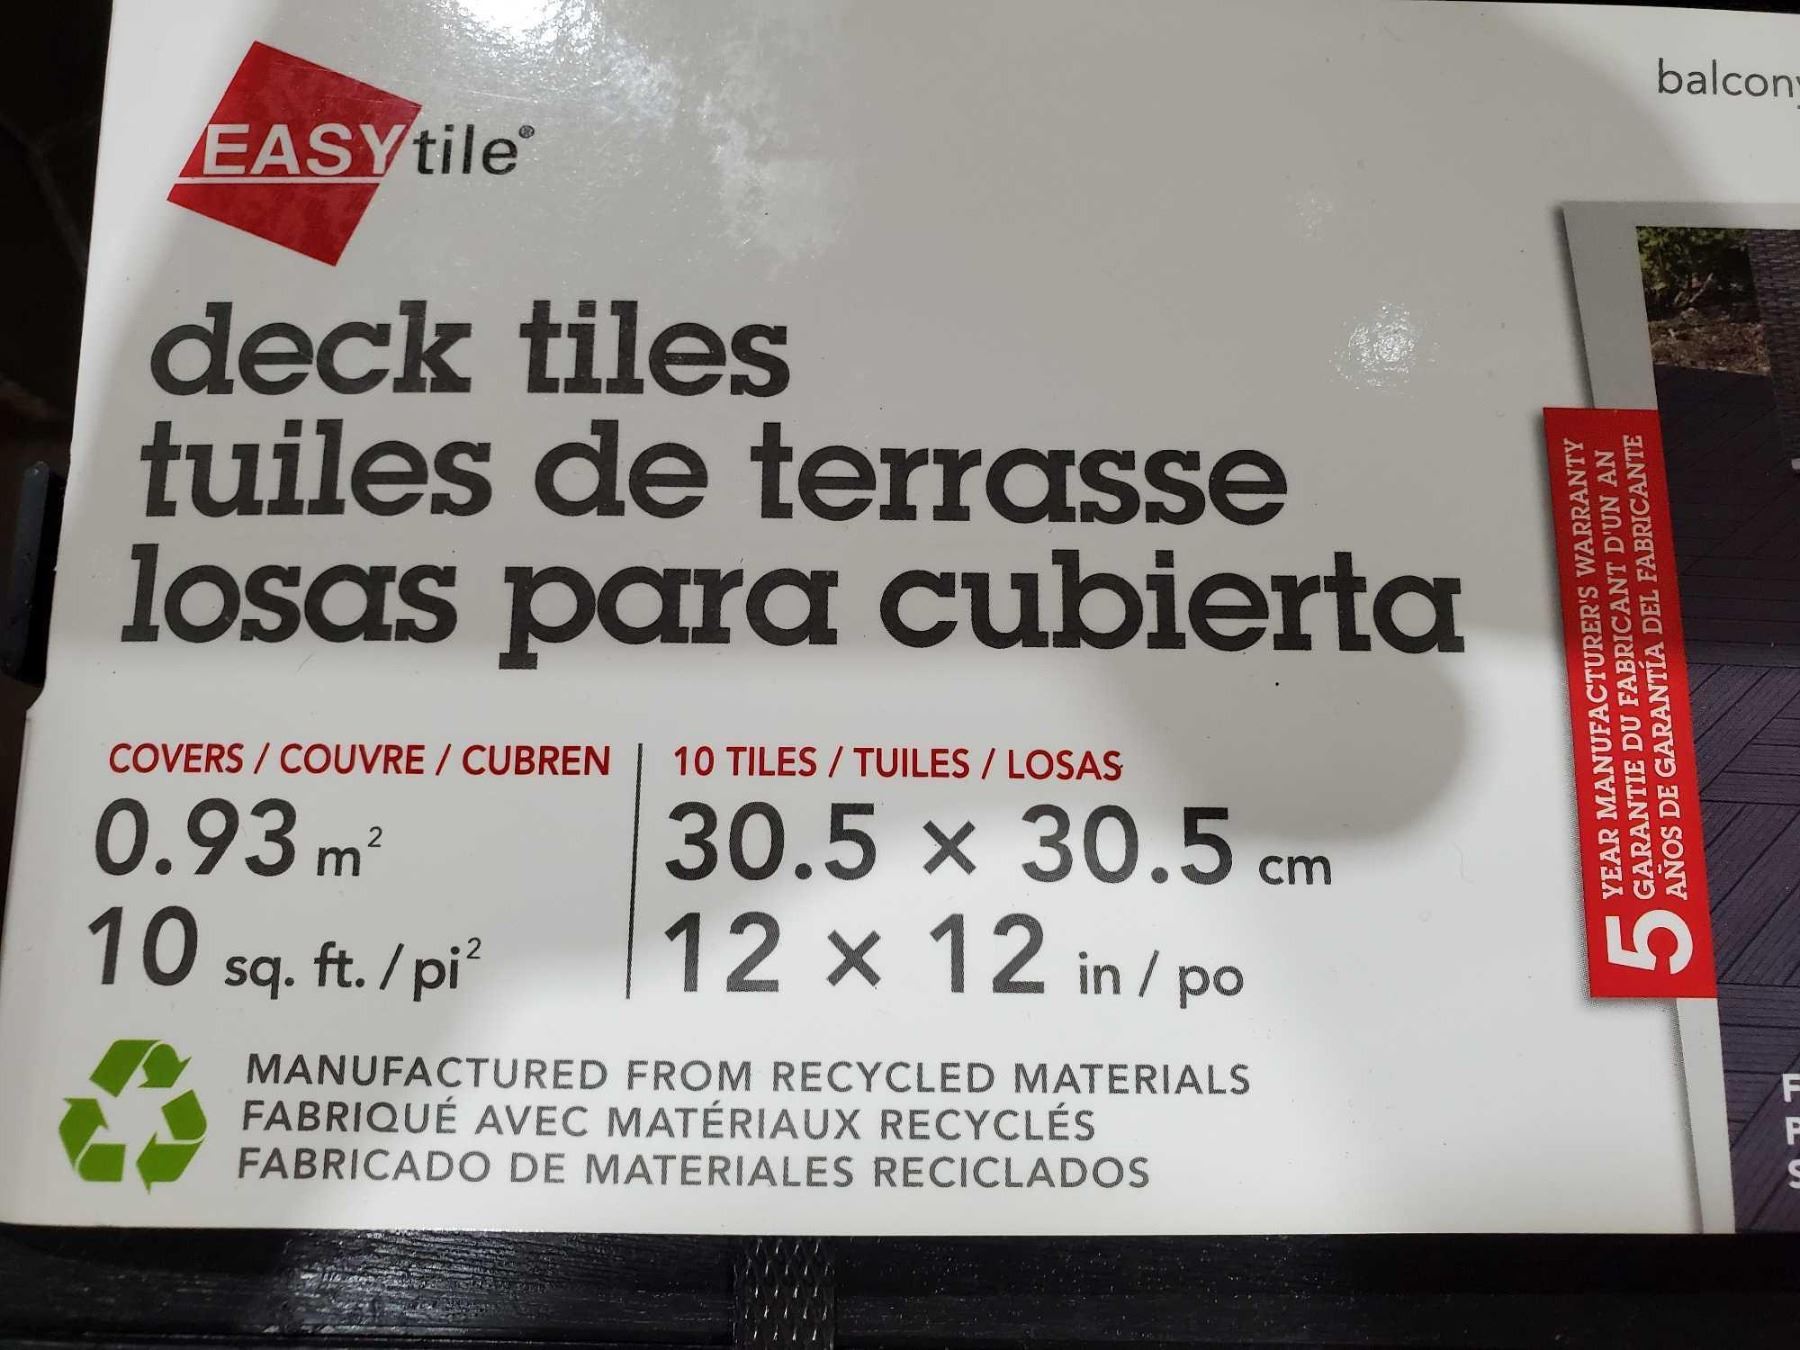 EASYtile®
deck tiles
tuiles de terrasse
losas para cubierta
COVERS / COUVRE / CUBREN
0.93 m²
10 sq. ft. / pi²
10 TILES / TUILES / LOSAS
30.5 × 30.5 cm
12 × 12 in / po
MANUFACTURED FROM RECYCLED MATERIALS
FABRIQUÉ AVEC MATÉRIAUX RECYCLÉS
FABRICADO DE MATERIALES RECICLADOS
5
YEAR MANUFACTURER'S WARRANTY
GARANTIE DU FABRICANT D'UN AN
AÑOS DE GARANTÍA DEL FABRICANTE